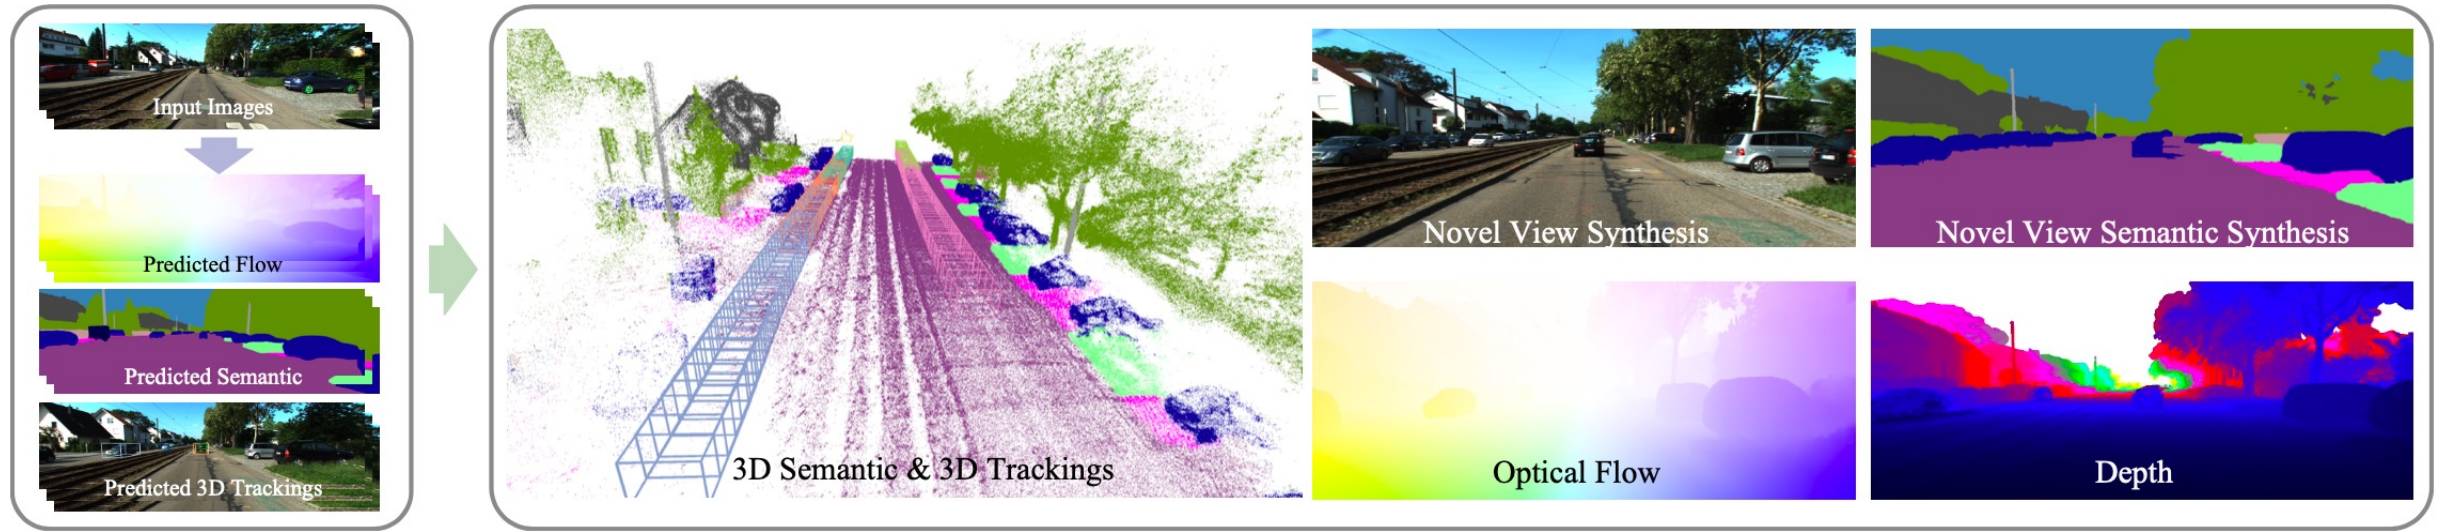 Input Images
Predicted Flow
Predicted Semantic
Predicted 3D Trackings
3D Semantic & 3D Trackings
Novel View Synthesis
Novel View Semantic Synthesis
Optical Flow
Depth